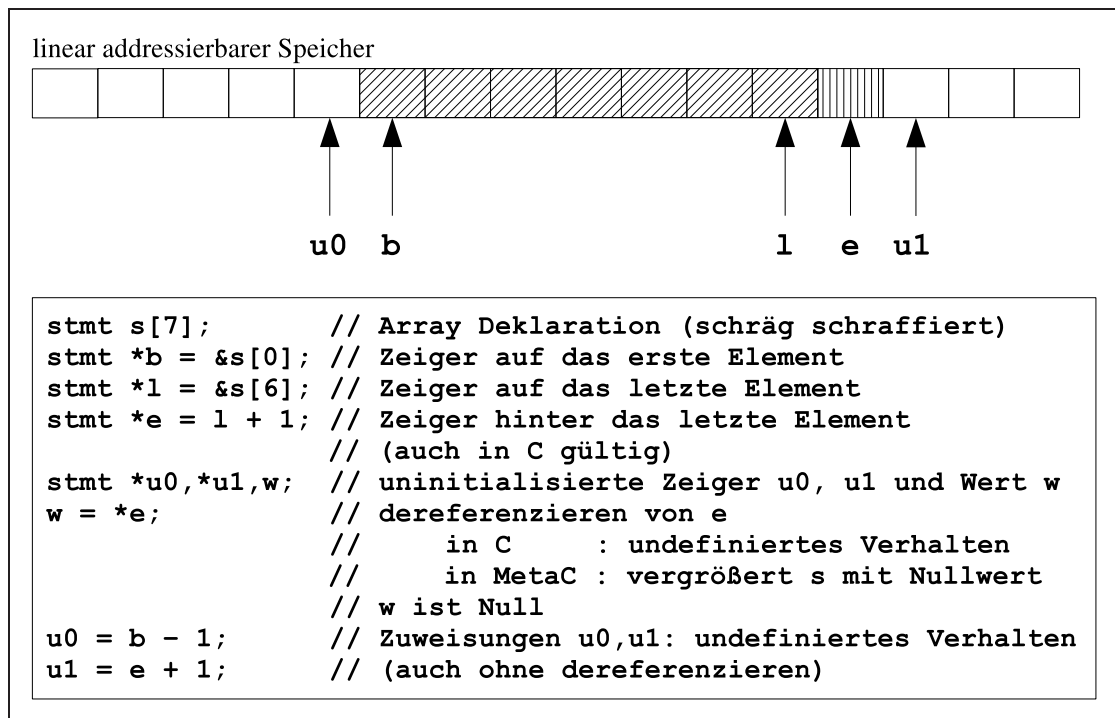 linear addressierbarer Speicher
u0 b l e u1
stmt s[7]; // Array Deklaration (schräg schraffiert)
stmt *b = &s[0]; // Zeiger auf das erste Element
stmt *l = &s[6]; // Zeiger auf das letzte Element
stmt *e = l + 1; // Zeiger hinter das letzte Element
// (auch in C gültig)
stmt *u0,*u1,w; // uninitialisierte Zeiger u0, u1 und Wert w
w = *e; // dereferenzieren von e
// in C : undefiniertes Verhalten
// in MetaC : vergrößert s mit Nullwert
// w ist Null
u0 = b - 1; // Zuweisungen u0,u1: undefiniertes Verhalten
u1 = e + 1; // (auch ohne dereferenzieren)